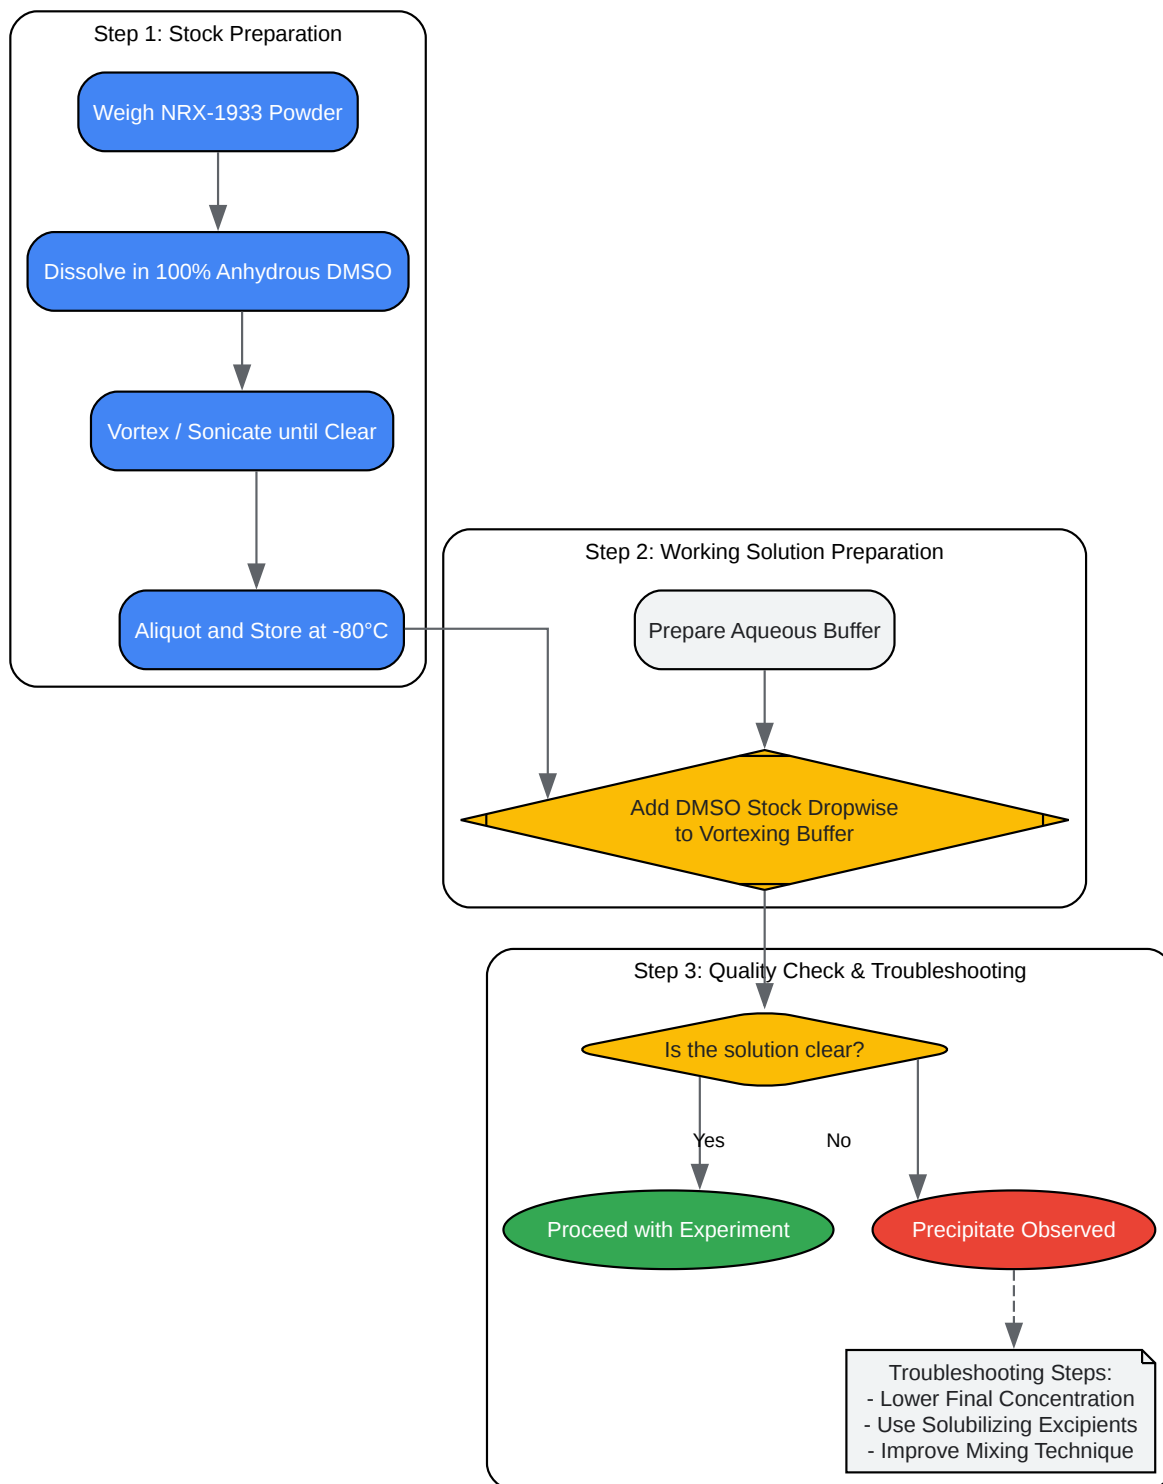 Step 1: Stock Preparation
Weigh NRX-1933 Powder
Dissolve in 100% Anhydrous DMSO
Vortex / Sonicate until Clear
Aliquot and Store at -80°C
Step 2: Working Solution Preparation
Prepare Aqueous Buffer
Add DMSO Stock Dropwise
to Vortexing Buffer
Step 3: Quality Check & Troubleshooting
Is the solution clear?
Yes
No
Proceed with Experiment
Precipitate Observed
Troubleshooting Steps:
- Lower Final Concentration
- Use Solubilizing Excipients
- Improve Mixing Technique